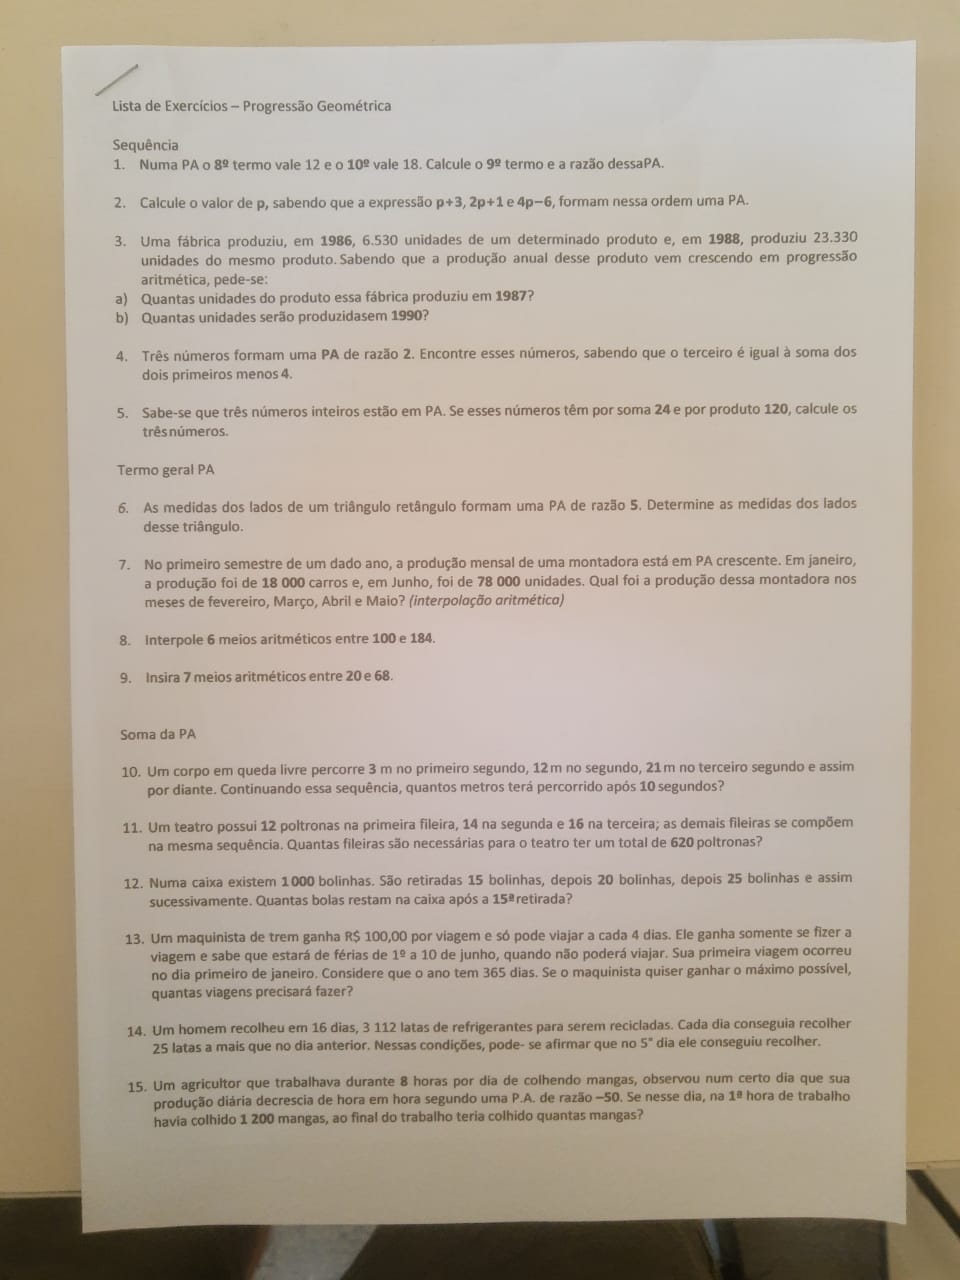 Lista de Exercícios – Progressão Geométrica
Sequência
1. Numa PA o 8º termo vale 12 e o 10º vale 18. Calcule o 9º termo e a razão dessaPA.
2. Calcule o valor de p, sabendo que a expressão p+3, 2p+1 e 4p−6, formam nessa ordem uma PA.
3. Uma fábrica produziu, em 1986, 6.530 unidades de um determinado produto e, em 1988, produziu 23.330
unidades do mesmo produto. Sabendo que a produção anual desse produto vem crescendo em progressão
aritmética, pede-se:
a) Quantas unidades do produto essa fábrica produziu em 1987?
b) Quantas unidades serão produzidasem 1990?
4. Três números formam uma PA de razão 2. Encontre esses números, sabendo que o terceiro é igual à soma dos
dois primeiros menos 4.
5. Sabe-se que três números inteiros estão em PA. Se esses números têm por soma 24 e por produto 120, calcule os
trêsnúmeros.
Termo geral PA
6. As medidas dos lados de um triângulo retângulo formam uma PA de razão 5. Determine as medidas dos lados
desse triângulo.
7. No primeiro semestre de um dado ano, a produção mensal de uma montadora está em PA crescente. Em janeiro,
a produção foi de 18 000 carros e, em Junho, foi de 78 000 unidades. Qual foi a produção dessa montadora nos
meses de fevereiro, Março, Abril e Maio? (interpolação aritmética)
8. Interpole 6 meios aritméticos entre 100 e 184.
9. Insira 7 meios aritméticos entre 20 e 68.
Soma da PA
10. Um corpo em queda livre percorre 3 m no primeiro segundo, 12 m no segundo, 21 m no terceiro segundo e assim
por diante. Continuando essa sequência, quantos metros terá percorrido após 10 segundos?
11. Um teatro possui 12 poltronas na primeira fileira, 14 na segunda e 16 na terceira; as demais fileiras se compõem
na mesma sequência. Quantas fileiras são necessárias para o teatro ter um total de 620 poltronas?
12. Numa caixa existem 1 000 bolinhas. São retiradas 15 bolinhas, depois 20 bolinhas, depois 25 bolinhas e assim
sucessivamente. Quantas bolas restam na caixa após a 15ª retirada?
13. Um maquinista de trem ganha R$ 100,00 por viagem e só pode viajar a cada 4 dias. Ele ganha somente se fizer a
viagem e sabe que estará de férias de 1º a 10 de junho, quando não poderá viajar. Sua primeira viagem ocorreu
no dia primeiro de janeiro. Considere que o ano tem 365 dias. Se o maquinista quiser ganhar o máximo possível,
quantas viagens precisará fazer?
14. Um homem recolheu em 16 dias, 3 112 latas de refrigerantes para serem recicladas. Cada dia conseguia recolher
25 latas a mais que no dia anterior. Nessas condições, pode- se afirmar que no 5° dia ele conseguiu recolher.
15. Um agricultor que trabalhava durante 8 horas por dia de colhendo mangas, observou num certo dia que sua
produção diária decrescia de hora em hora segundo uma P.A. de razão −50. Se nesse dia, na 1ª hora de trabalho
havia colhido 1 200 mangas, ao final do trabalho teria colhido quantas mangas?